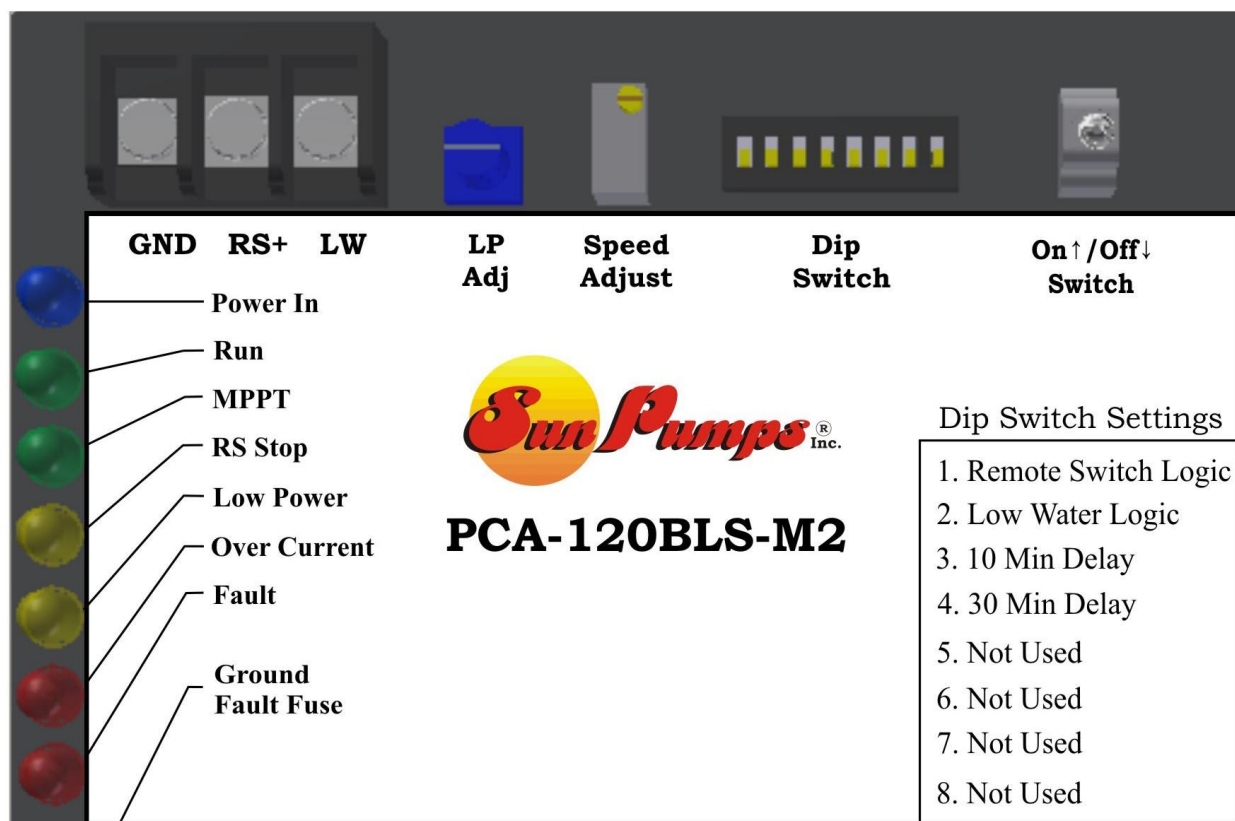 GND RS+ LW
LP
Adj
Speed
Adjust
Dip
Switch
On↑/Off↓
Switch
Power In
Run
MPPT
RS Stop
Low Power
Over Current
Fault
Ground
Fault Fuse
Sun Pumps ® Inc.
PCA-120BLS-M2
Dip Switch Settings
1. Remote Switch Logic
2. Low Water Logic
3. 10 Min Delay
4. 30 Min Delay
5. Not Used
6. Not Used
7. Not Used
8. Not Used